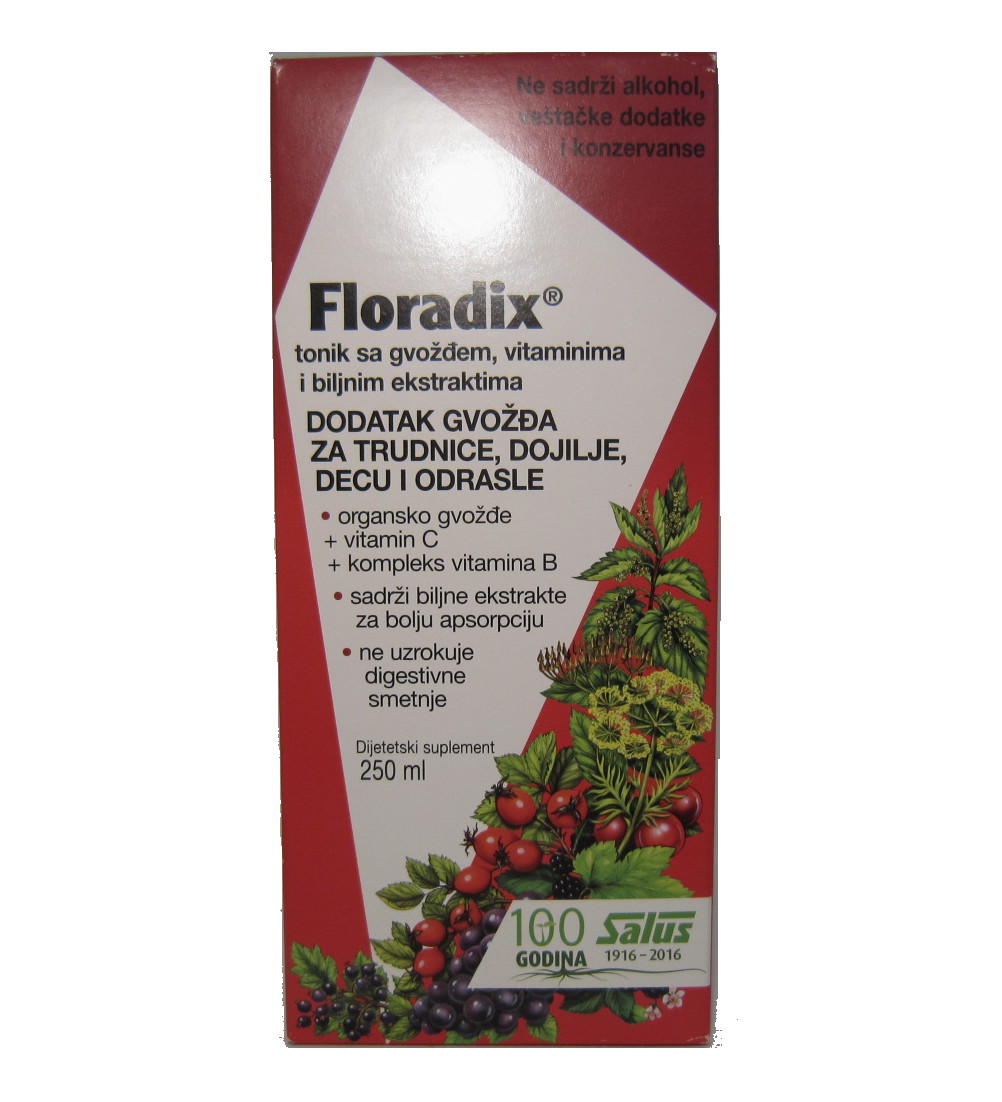 Ne sadrži alkohol,
veštačke dodatke
i konzervanse
Floradix®
tonik sa gvožđem, vitaminima
i biljnim ekstraktima
DODATAK GVOŽĐA
ZA TRUDNICE, DOJILJE,
DECU I ODRASLE
• organsko gvožđe
+ vitamin C
+ kompleks vitamina B
• sadrži biljne ekstrakte
za bolju apsorpciju
• ne uzrokuje
digestivne
smetnje
Dijetetski suplement
250 ml
100
GODINA
Salus
1916 – 2016